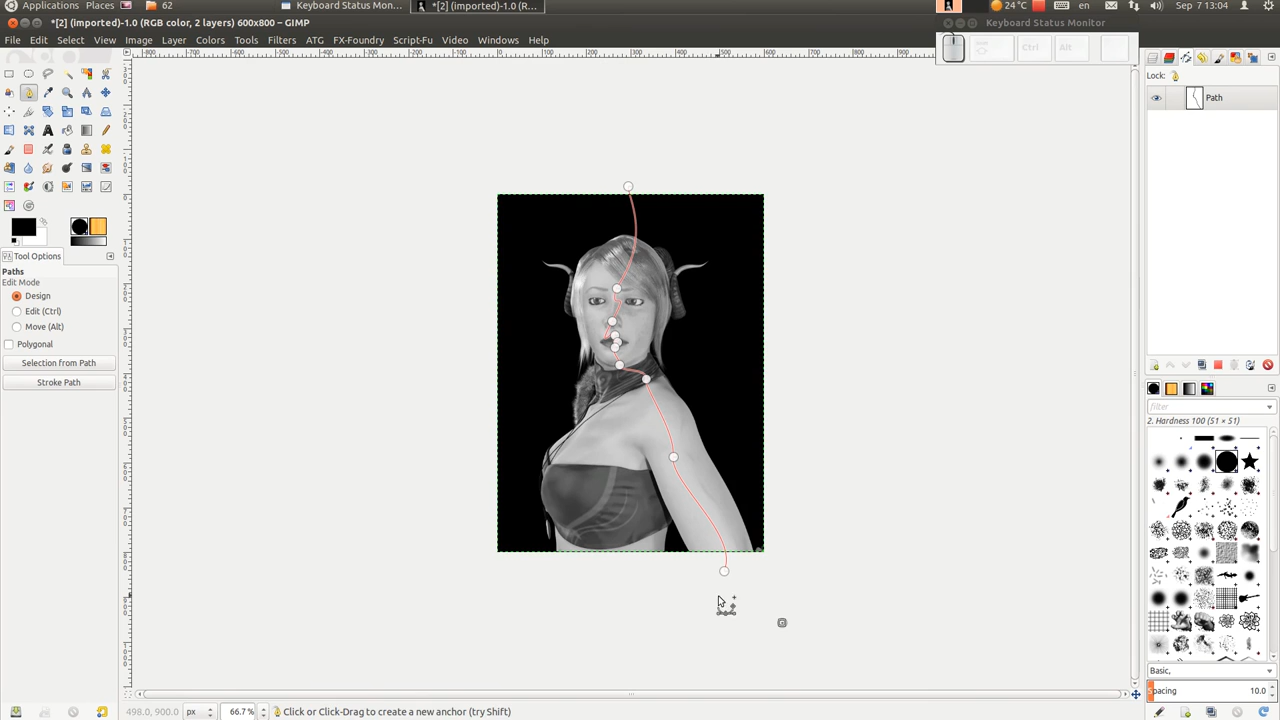 Applications
Places
62
Keyboard Status Monitor
*[2] (imported)-1.0 (R...
24 °C
en
Sep 7 13:04
*[2] (imported)-1.0 (RGB color, 2 layers) 600x800 – GIMP
Keyboard Status Monitor
File Edit Select View Image Layer Colors Tools Filters ATG FX-Foundry Script-Fu Video Windows Help
Ctrl
Alt
Lock:
Path
Tool Options
Paths
Edit Mode
Design
Edit (Ctrl)
Move (Alt)
Polygonal
Selection from Path
Stroke Path
filter
2. Hardness 100 (51 × 51)
Basic,
Spacing
10.0
498.0, 900.0
px
66.7 %
Click or Click-Drag to create a new anchor (try Shift)